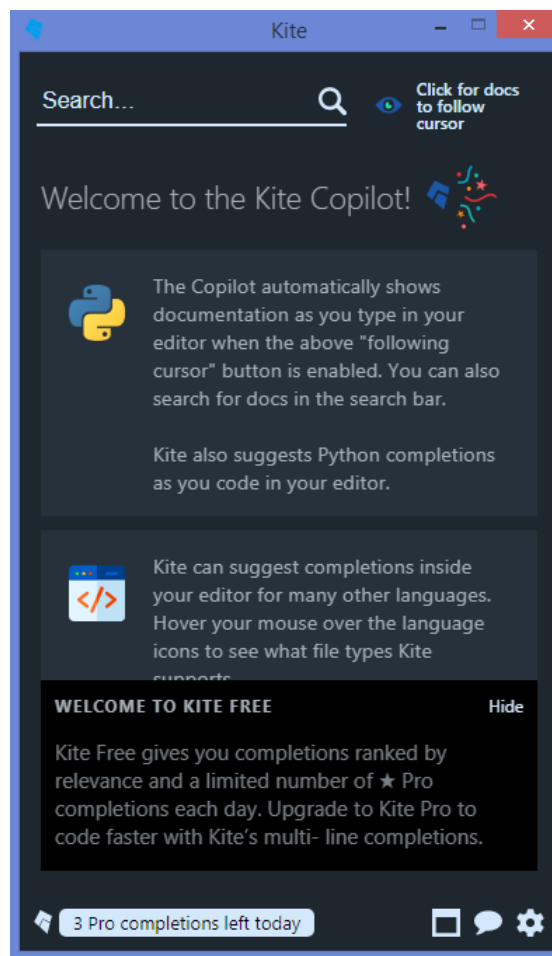 Kite
Search...
Click for docs
to follow
cursor
Welcome to the Kite Copilot!
The Copilot automatically shows
documentation as you type in your
editor when the above "following
cursor" button is enabled. You can also
search for docs in the search bar.
Kite also suggests Python completions
as you code in your editor.
Kite can suggest completions inside
your editor for many other languages.
Hover your mouse over the language
icons to see what file types Kite
supports.
WELCOME TO KITE FREE
Hide
Kite Free gives you completions ranked by
relevance and a limited number of ★ Pro
completions each day. Upgrade to Kite Pro to
code faster with Kite’s multi- line completions.
3 Pro completions left today